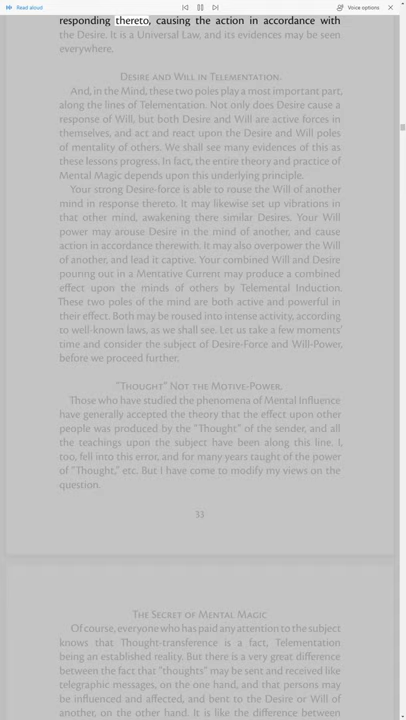 Read aloud
Voice options
responding thereto, causing the action in accordance with
the Desire. It is a Universal Law, and its evidences may be seen
everywhere.
Desire and Will in Telementation.
And, in the Mind, these two poles play a most important part,
along the lines of Telementation. Not only does Desire cause a
response of Will, but both Desire and Will are active forces in
themselves, and act and react upon the Desire and Will poles
of mentality of others. We shall see many evidences of this as
these lessons progress. In fact, the entire theory and practice of
Mental Magic depends upon this underlying principle.
Your strong Desire-force is able to rouse the Will of another
mind in response thereto. It may likewise set up vibrations in
that other mind, awakening there similar Desires. Your Will
power may arouse Desire in the mind of another, and cause
action in accordance therewith. It may also overpower the Will
of another, and lead it captive. Your combined Will and Desire
pouring out in a Mentative Current may produce a combined
effect upon the minds of others by Telemental Induction.
These two poles of the mind are both active and powerful in
their effect. Both may be roused into intense activity, according
to well-known laws, as we shall see. Let us take a few moments'
time and consider the subject of Desire-Force and Will-Power,
before we proceed further.
"Thought" Not the Motive-Power.
Those who have studied the phenomena of Mental Influence
have generally accepted the theory that the effect upon other
people was produced by the "Thought" of the sender, and all
the teachings upon the subject have been along this line. I,
too, fell into this error, and for many years taught of the power
of "Thought," etc. But I have come to modify my views on the
question.
33
The Secret of Mental Magic
Of course, everyone who has paid any attention to the subject
knows that Thought-transference is a fact, Telementation
being an established reality. But there is a very great difference
between the fact that "thoughts" may be sent and received like
telegraphic messages, on the one hand, and that persons may
be influenced and affected, and bent to the Desire or Will of
another, on the other hand. It is like the difference between